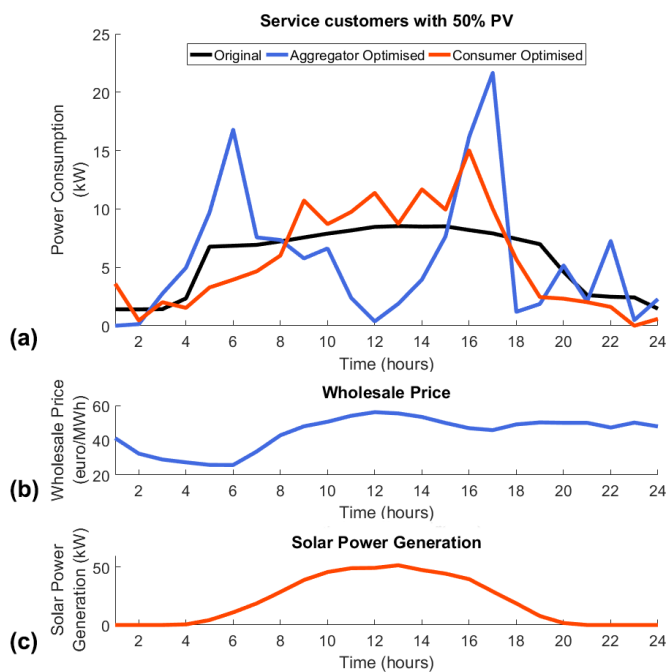 Service customers with 50% PV
25
20
15
10
5
0
Power Consumption
(kW)
Original
Aggregator Optimised
Consumer Optimised
2 4 6 8 10 12 14 16 18 20 22 24
Time (hours)
(a)
Wholesale Price
60
40
20
Wholesale Price
(euro/MWh)
2 4 6 8 10 12 14 16 18 20 22 24
Time (hours)
(b)
Solar Power Generation
50
0
Solar Power
Generation (kW)
2 4 6 8 10 12 14 16 18 20 22 24
Time (hours)
(c)